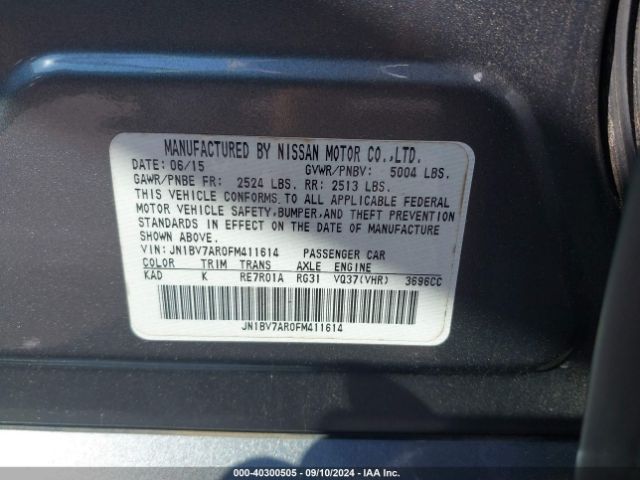 MANUFACTURED BY NISSAN MOTOR CO.,LTD.
DATE: 06/15 GVWR/PNBV: 5004 LBS.
GAWR/PNBE FR: 2524 LBS. RR: 2513 LBS.
THIS VEHICLE CONFORMS TO ALL APPLICABLE FEDERAL
MOTOR VEHICLE SAFETY,BUMPER,AND THEFT PREVENTION
STANDARDS IN EFFECT ON THE DATE OF MANUFACTURE
SHOWN ABOVE.
VIN: JN1BV7AR0FM411614 PASSENGER CAR
COLOR TRIM TRANS AXLE ENGINE
KAD K RE7R01A RG31 VQ37(VHR) 3696CC
JN1BV7AR0FM411614
000-40300505 - 09/10/2024 - IAA Inc.